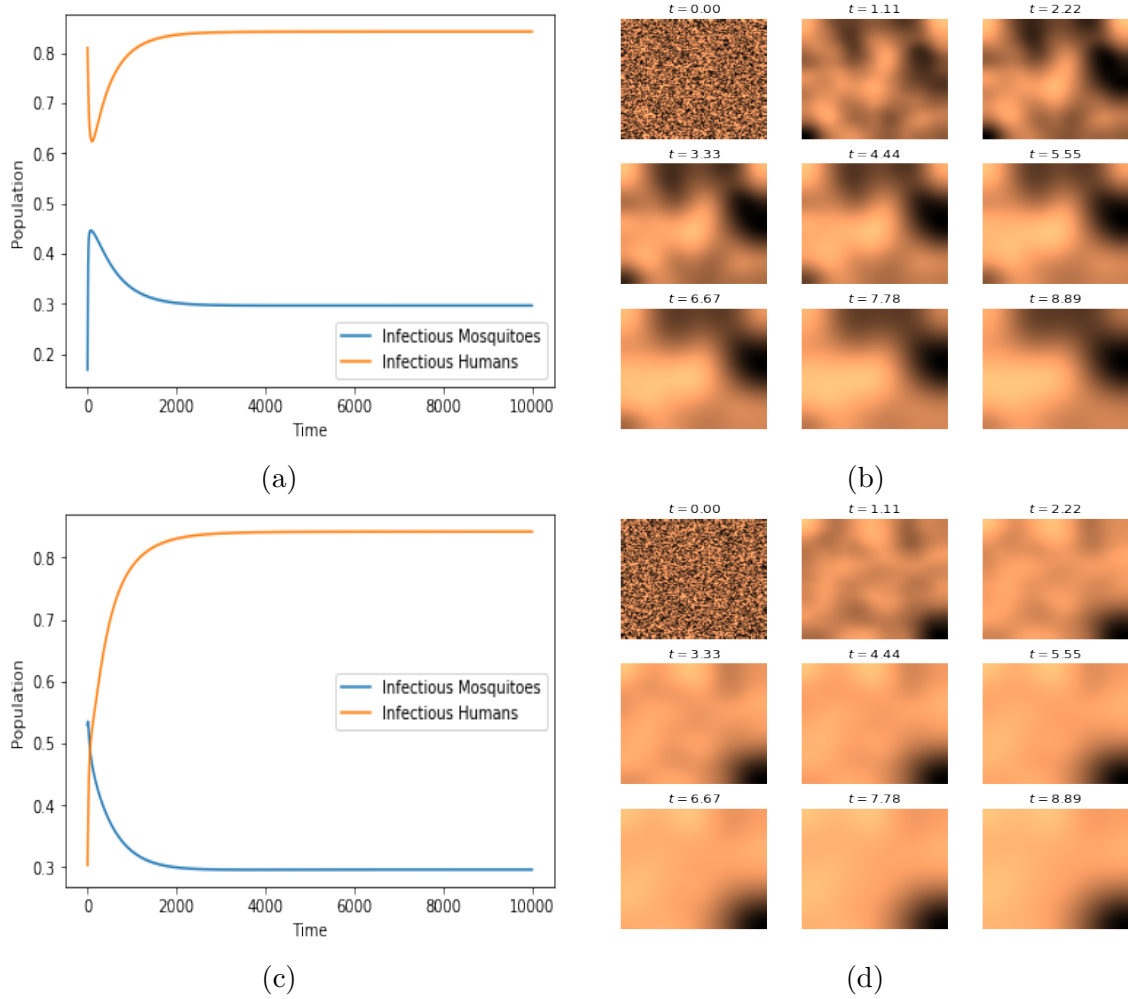 0.8
0.7
0.6
0.5
0.4
0.3
0.2
Population
0 2000 4000 6000 8000 10000
Time
Infectious Mosquitoes
Infectious Humans
(a)
t = 0.00 t = 1.11 t = 2.22
t = 3.33 t = 4.44 t = 5.55
t = 6.67 t = 7.78 t = 8.89
(b)
0.8
0.7
0.6
0.5
0.4
0.3
Population
0 2000 4000 6000 8000 10000
Time
Infectious Mosquitoes
Infectious Humans
(c)
t = 0.00 t = 1.11 t = 2.22
t = 3.33 t = 4.44 t = 5.55
t = 6.67 t = 7.78 t = 8.89
(d)